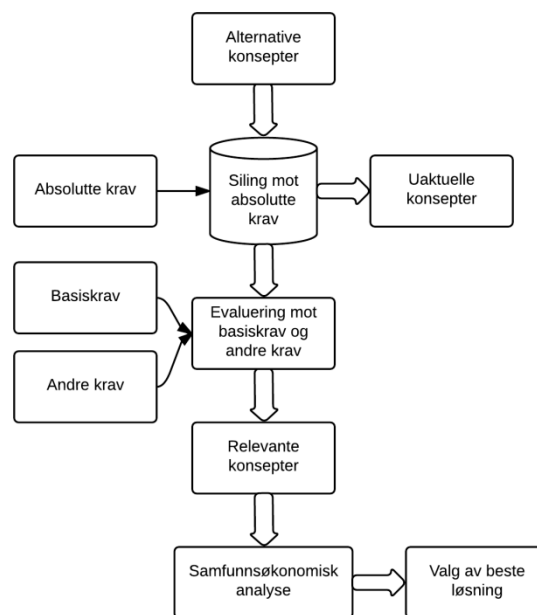 Alternative
konsepter
Absolutte krav
Siling mot
absolutte
krav
Uaktuelle
konsepter
Basiskrav
Andre krav
Evaluering mot
basiskrav og
andre krav
Relevante
konsepter
Samfunnsøkonomisk
analyse
Valg av beste
løsning